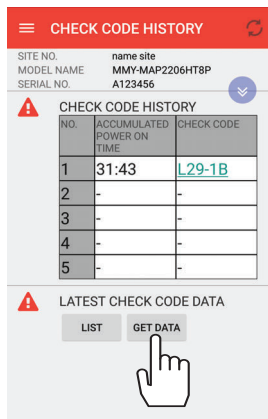 CHECK CODE HISTORY
SITE NO. name site
MODEL NAME MMY-MAP2206HT8P
SERIAL NO. A123456
CHECK CODE HISTORY
NO. ACCUMULATED POWER ON TIME CHECK CODE
1 31:43 L29-1B
2 - -
3 - -
4 - -
5 - -
LATEST CHECK CODE DATA
LIST GET DATA